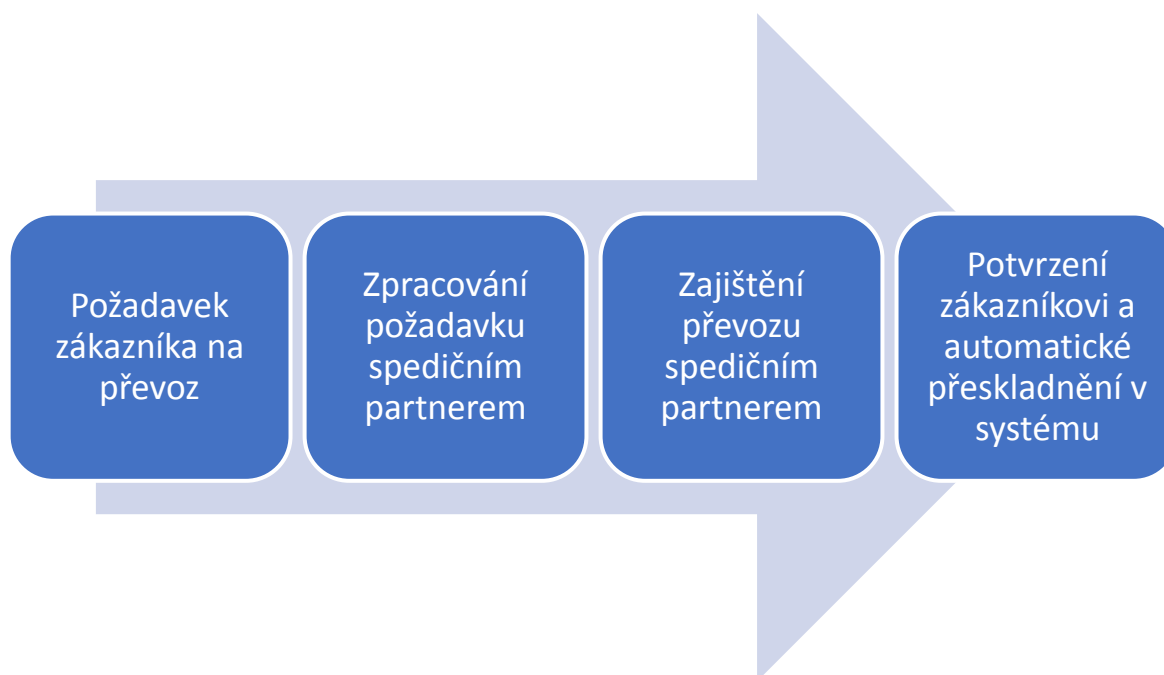 Požadavek
zákazníka na
převoz
Zpracování
požadavku
spedičním
partnerem
Zajištění
převozu
spedičním
partnerem
Potvrzení
zákazníkovi a
automatické
přeskladnění v
systému